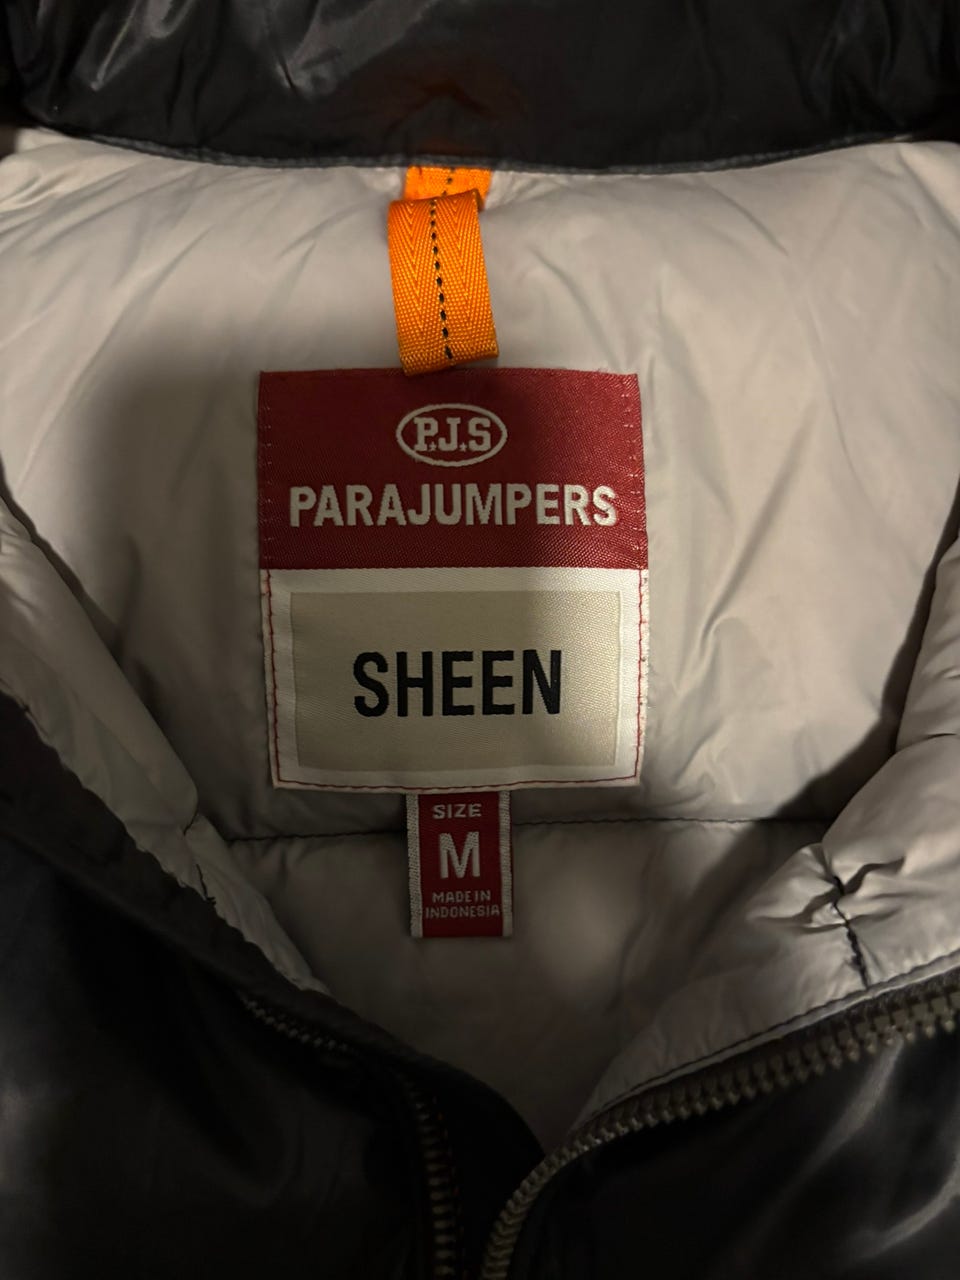 P.J.S
PARAJUMPERS
SHEEN
SIZE
M
MADE IN
INDONESIA